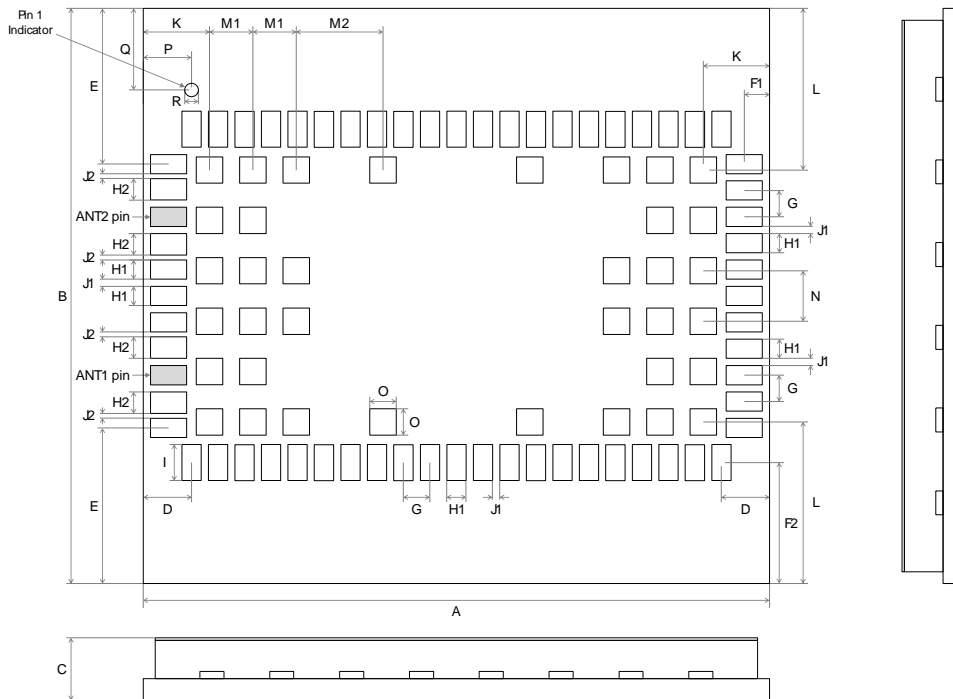 Pin 1
Indicator
K
M1
M1
M2
Q
P
E
R
K
F1
L
J2
H2
ANT2 pin
G
J1
H2
H1
J2
H1
B
J1
H1
N
J2
H2
H1
J1
ANT1 pin
O
G
H2
O
J2
I
L
E
D
G
H1
J1
D
F2
A
C